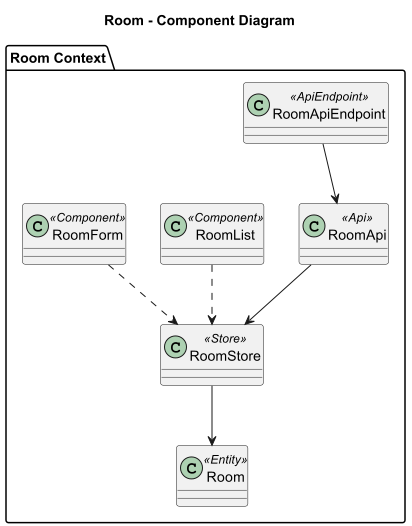 Room - Component Diagram
Room Context
C «ApiEndpoint»
RoomApiEndpoint
C «Component»
RoomForm
C «Component»
RoomList
C «Api»
RoomApi
C «Store»
RoomStore
C «Entity»
Room